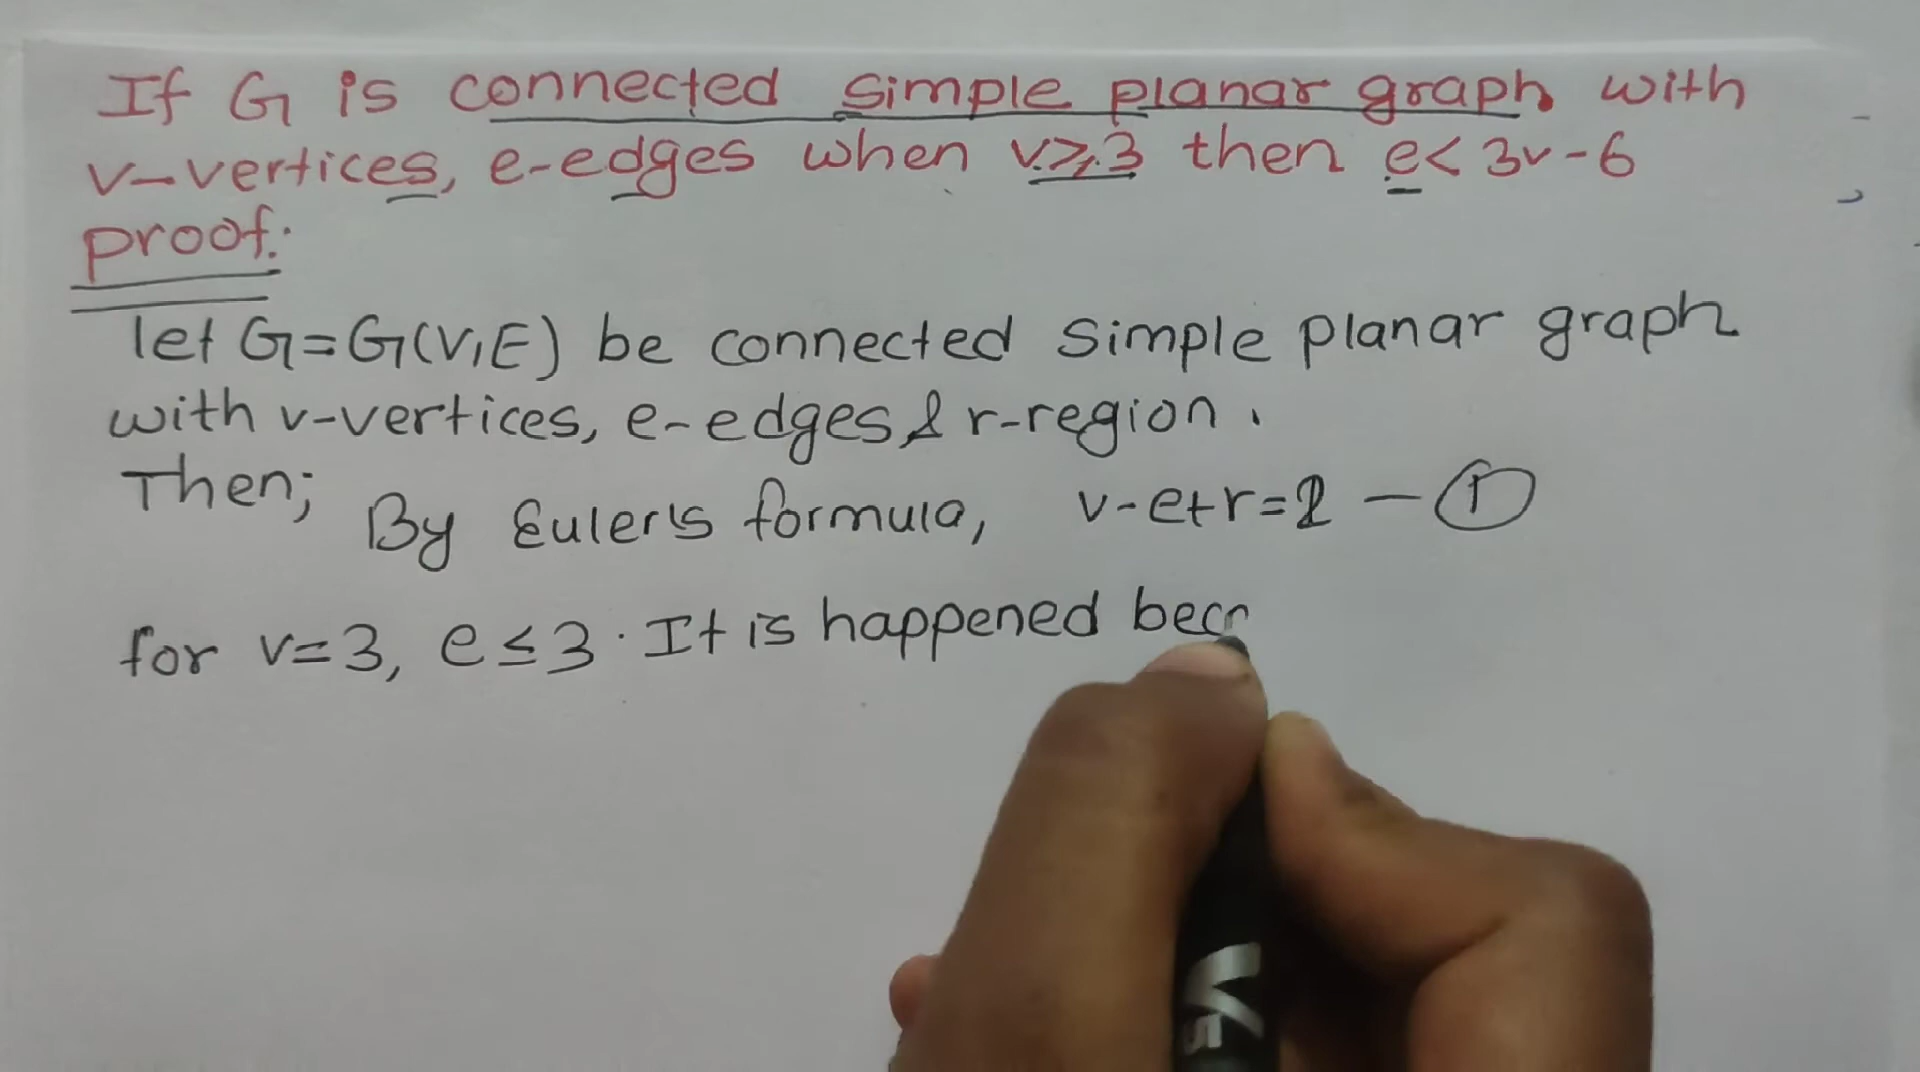 If G is connected simple planar graph with
v-vertices, e-edges when v≥3 then e< 3v-6
proof:
let G=G(V,E) be connected simple planar graph
with v-vertices, e-edges & r-region.
Then; By Euler's formula, v-e+r=2 — ①
for v=3, e≤3. It is happened
V5